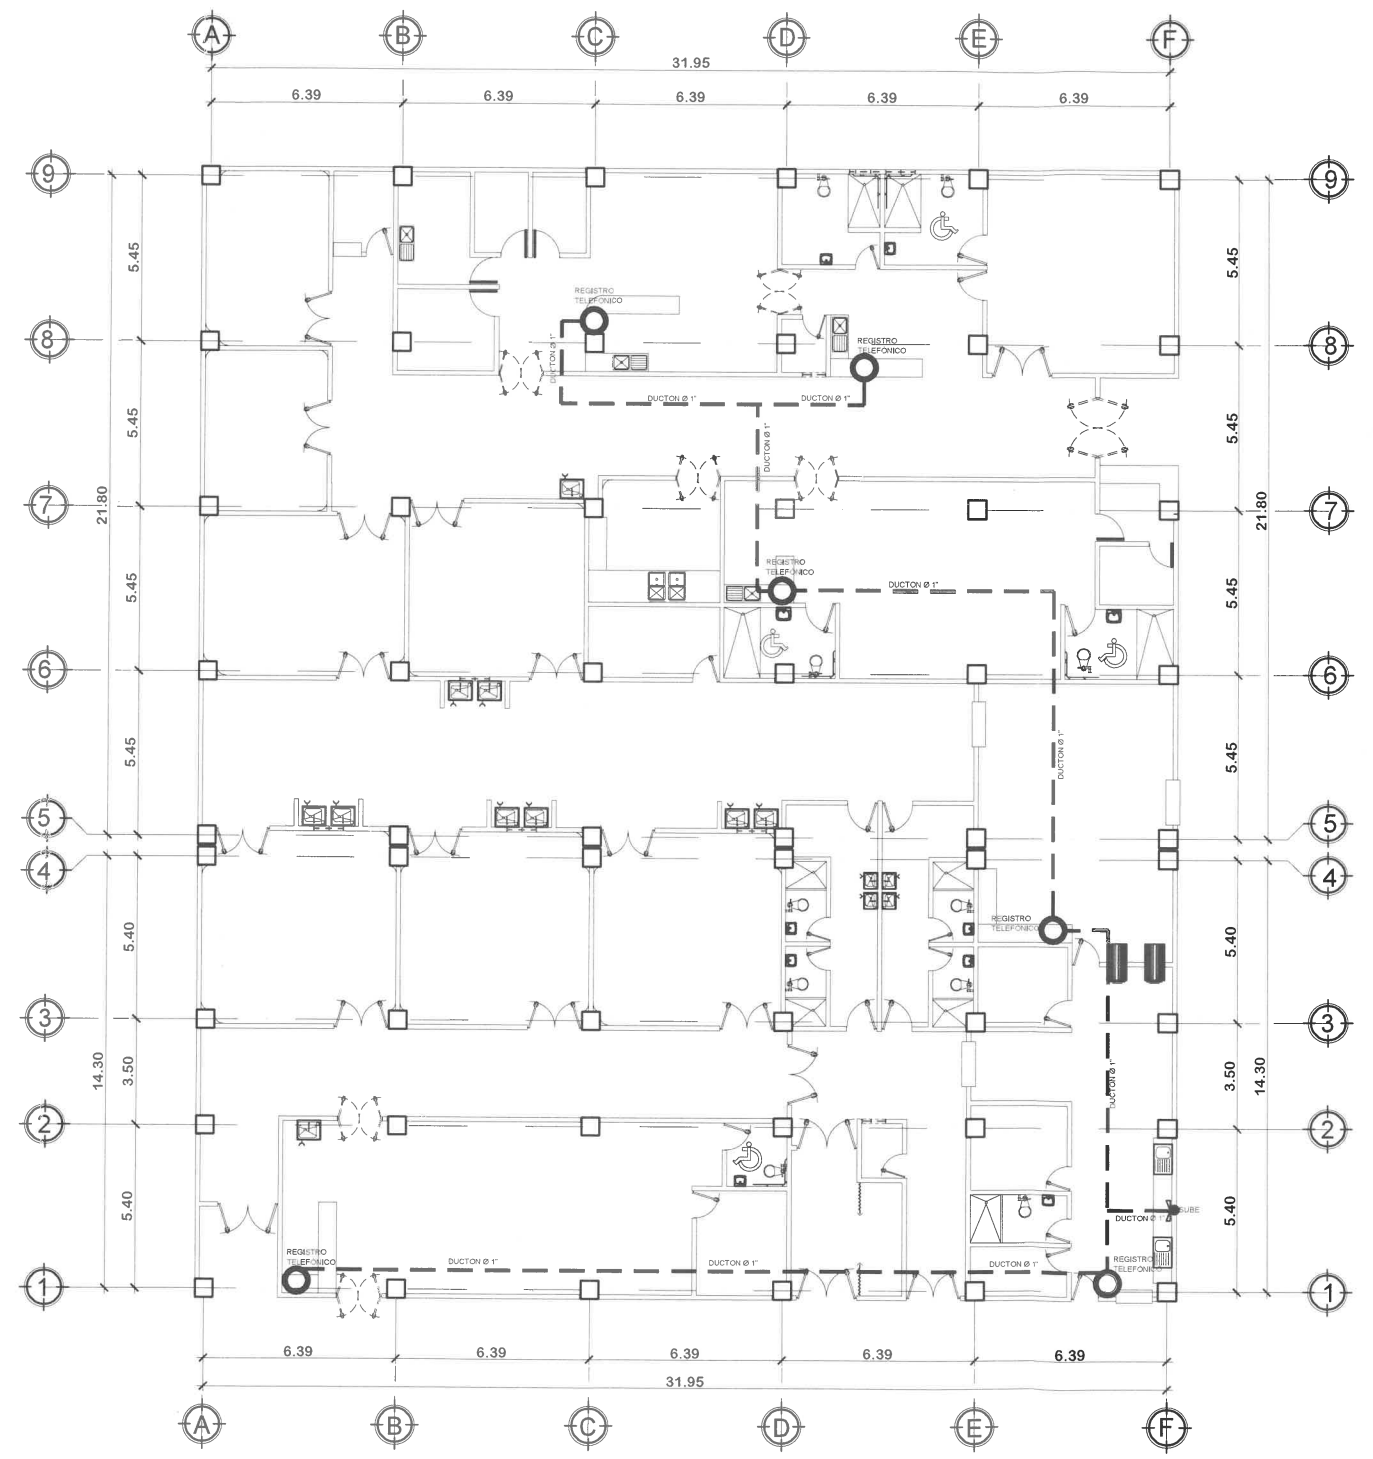 A B C D E F
31.95
6.39 6.39 6.39 6.39 6.39
9 9
5.45 5.45
REGISTRO
TELEFONICO
8 8
DUCTON Ø 1"
REGISTRO
TELEFONICO
DUCTON Ø 1" DUCTON Ø 1"
5.45 5.45
DUCTON Ø 1"
21.80 21.80
7 7
REGISTRO
TELEFONICO
DUCTON Ø 1"
5.45 5.45
6 6
5.45 5.45
DUCTON Ø 1"
5 5
4 4
REGISTRO
TELEFONICO
5.40 5.40
3 3
14.30 3.50 3.50 14.30
DUCTON Ø 1"
2 2
5.40 5.40
SUBE
DUCTON Ø 1"
REGISTRO
TELEFONICO
DUCTON Ø 1" DUCTON Ø 1" DUCTON Ø 1"
REGISTRO
TELEFONICO
1 1
6.39 6.39 6.39 6.39 6.39
31.95
A B C D E F